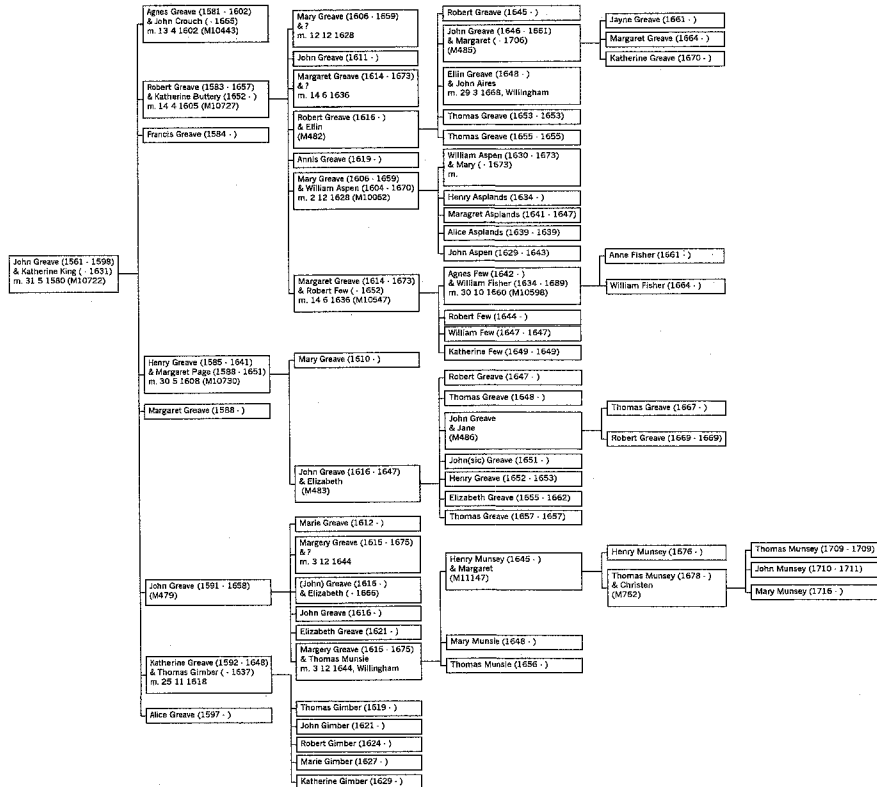 John Greave (1561 - 1598)
& Katherine King ( - 1631)
m. 31 5 1580 (M10722)
Agnes Greave (1581 - 1602)
& John Crouch ( - 1665)
m. 13 4 1602 (M10443)
Robert Greave (1583 - 1657)
& Katherine Buttery (1652 - )
m. 14 4 1605 (M10727)
Francis Greave (1584 - )
Henry Greave (1585 - 1641)
& Margaret Page (1588 - 1651)
m. 30 5 1608 (M10730)
Margaret Greave (1588 - )
John Greave (1591 - 1658)
(M479)
Katherine Greave (1592 - 1648)
& Thomas Gimber ( - 1637)
m. 25 11 1618
Alice Greave (1597 - )
Mary Greave (1606 - 1659)
& ?
m. 12 12 1628
John Greave (1611 - )
Margaret Greave (1614 - 1673)
& ?
m. 14 6 1636
Robert Greave (1616 - )
& Ellin
(M482)
Annis Greave (1619 - )
Mary Greave (1606 - 1659)
& William Aspen (1604 - 1670)
m. 2 12 1628 (M10062)
Margaret Greave (1614 - 1673)
& Robert Few ( - 1652)
m. 14 6 1636 (M10547)
Mary Greave (1610 - )
John Greave (1616 - 1647)
& Elizabeth
(M483)
Marie Greave (1612 - )
Margery Greave (1615 - 1675)
& ?
m. 3 12 1644
(John) Greave (1616 - )
& Elizabeth ( - 1666)
John Greave (1616 - )
Elizabeth Greave (1621 - )
Margery Greave (1615 - 1675)
& Thomas Munsie
m. 3 12 1644, Willingham
Thomas Gimber (1619 - )
John Gimber (1621 - )
Robert Gimber (1624 - )
Marie Gimber (1627 - )
Katherine Gimber (1629 - )
Robert Greave (1645 - )
John Greave (1646 - 1661)
& Margaret ( - 1706)
(M485)
Ellin Greave (1648 - )
& John Aires
m. 29 3 1668, Willingham
Thomas Greave (1653 - 1653)
Thomas Greave (1655 - 1655)
William Aspen (1630 - 1673)
& Mary ( - 1673)
m.
Henry Asplands (1634 - )
Maragret Asplands (1641 - 1647)
Alice Asplands (1639 - 1639)
John Aspen (1629 - 1643)
Agnes Few (1642 - )
& William Fisher (1634 - 1689)
m. 30 10 1660 (M10598)
Robert Few (1644 - )
William Few (1647 - 1647)
Katherine Few (1649 - 1649)
Robert Greave (1647 - )
Thomas Greave (1648 - )
John Greave
& Jane
(M486)
John(sic) Greave (1651 - )
Henry Greave (1652 - 1653)
Elizabeth Greave (1655 - 1662)
Thomas Greave (1657 - 1657)
Henry Munsey (1645 - )
& Margaret
(M11147)
Mary Munsie (1648 - )
Thomas Munsie (1656 - )
Jayne Greave (1661 - )
Margaret Greave (1664 - )
Katherine Greave (1670 - )
Anne Fisher (1661 - )
William Fisher (1664 - )
Thomas Greave (1667 - )
Robert Greave (1669 - 1669)
Henry Munsey (1676 - )
Thomas Munsey (1678 - )
& Christen
(M762)
Thomas Munsey (1709 - 1709)
John Munsey (1710 - 1711)
Mary Munsey (1716 - )